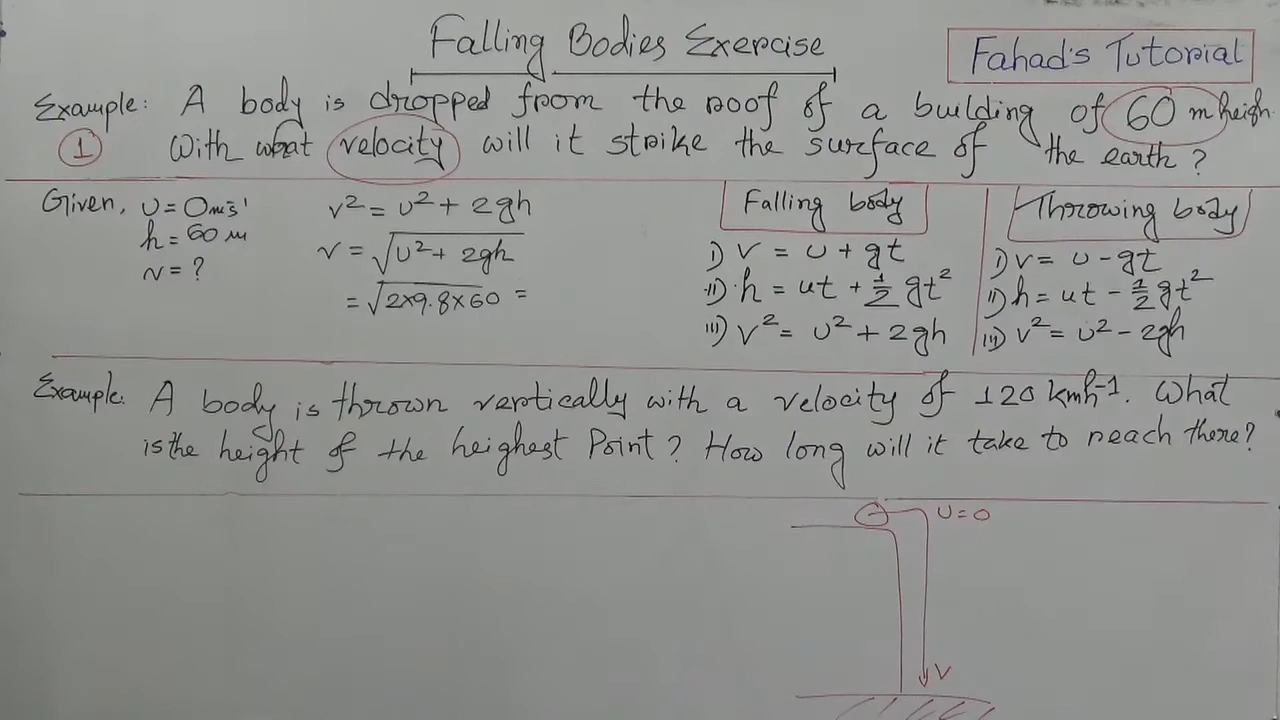 Falling Bodies Exercise
Fahad's Tutorial
Example: A body is dropped from the roof of a building of 60 m heigh.
① With what velocity will it strike the surface of the earth?
Given, u = 0 ms⁻¹
h = 60 m
v = ?
v² = u² + 2gh
v = √(u² + 2gh)
= √(2×9.8×60) =
Falling body
i) v = u + gt
ii) h = ut + ½ gt²
iii) v² = u² + 2gh
Throwing body
i) v = u - gt
ii) h = ut - ½ gt²
iii) v² = u² - 2gh
Example: A body is thrown vertically with a velocity of 120 kmh⁻¹. What
is the height of the heighest Point? How long will it take to reach there?
u = 0
v